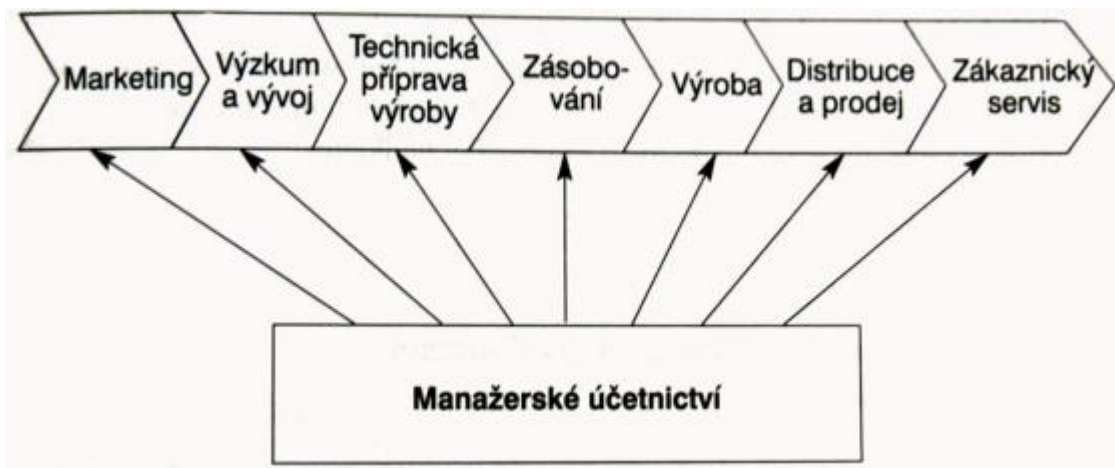 Marketing
Výzkum
a vývoj
Technická
příprava
výroby
Zásobo-
vání
Výroba
Distribuce
a prodej
Zákaznický
servis
Manažerské účetnictví